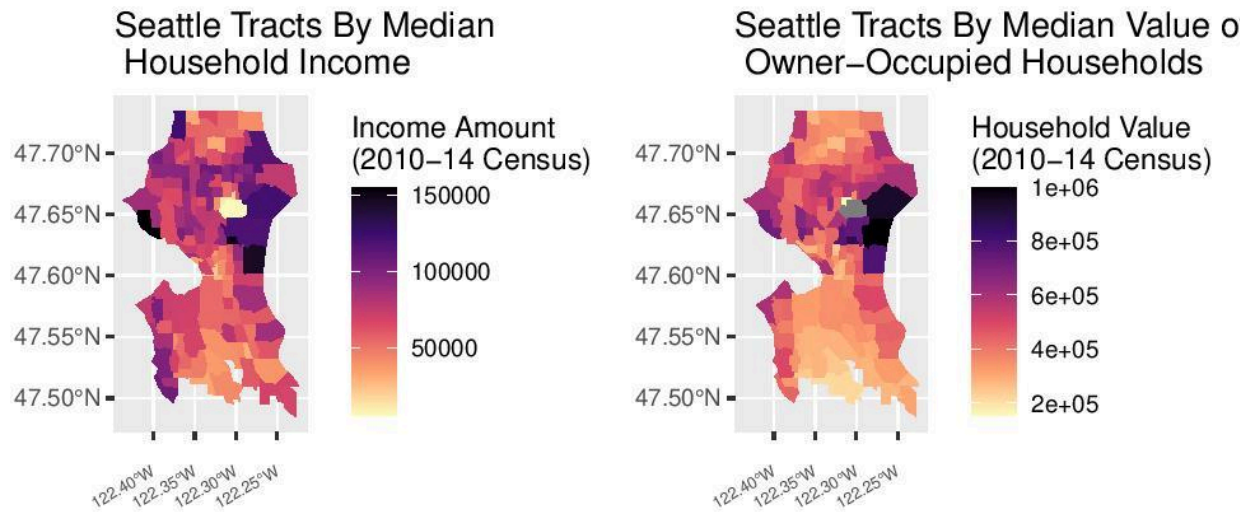 Seattle Tracts By Median
Household Income
Income Amount
(2010−14 Census)
150000
100000
50000
47.70°N
47.65°N
47.60°N
47.55°N
47.50°N
122.40°W
122.35°W
122.30°W
122.25°W
Seattle Tracts By Median Value o
Owner−Occupied Households
Household Value
(2010−14 Census)
1e+06
8e+05
6e+05
4e+05
2e+05
47.70°N
47.65°N
47.60°N
47.55°N
47.50°N
122.40°W
122.35°W
122.30°W
122.25°W